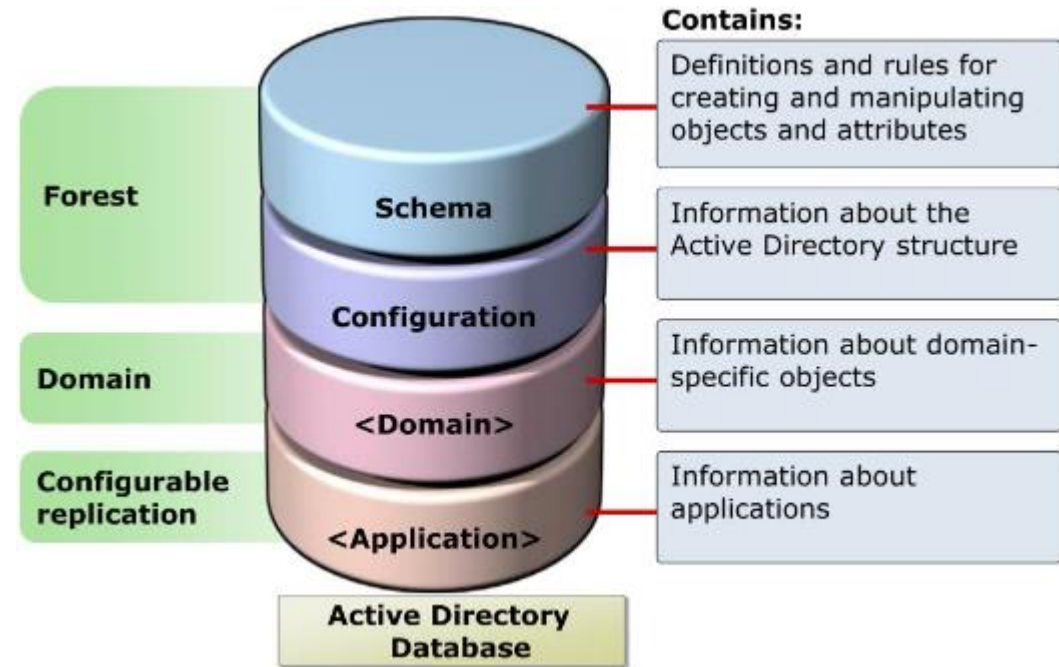 Contains:
Definitions and rules for
creating and manipulating
objects and attributes
Forest
Schema
Information about the
Active Directory structure
Configuration
Information about domain-
specific objects
Domain
<Domain>
Configurable
replication
Information about
applications
<Application>
Active Directory
Database